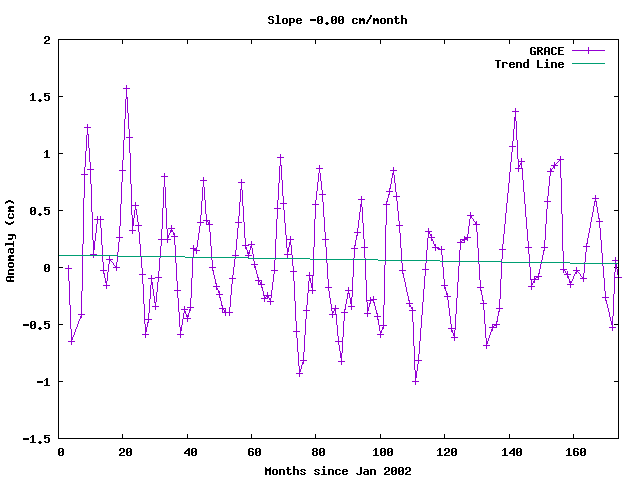 Slope -0.00 cm/month
GRACE
Trend Line
Anomaly (cm)
2
1.5
1
0.5
0
-0.5
-1
-1.5
0 20 40 60 80 100 120 140 160
Months since Jan 2002